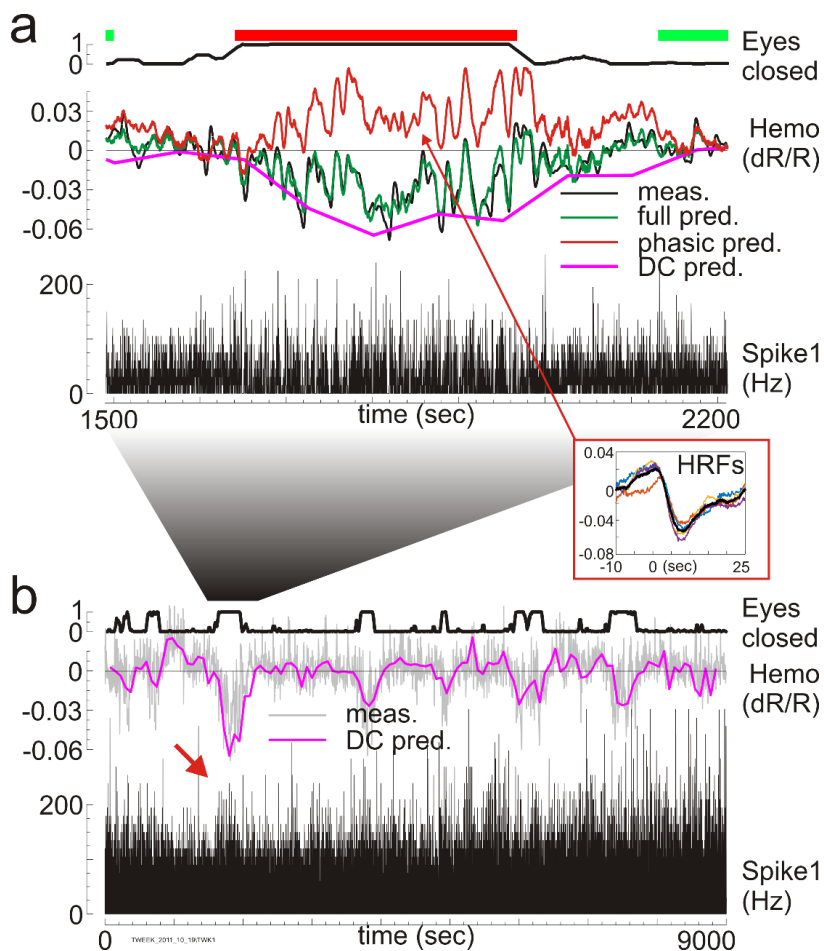 a
1
0
Eyes
closed
0.03
0
-0.03
-0.06
Hemo
(dR/R)
meas.
full pred.
phasic pred.
DC pred.
200
0
Spike1
(Hz)
1500
time (sec)
2200
HRFs
0.04
0
-0.04
-0.08
-10
0
(sec)
25
b
1
0
Eyes
closed
0
-0.03
-0.06
Hemo
(dR/R)
meas.
DC pred.
200
0
Spike1
(Hz)
0
TWEEK_2011_10_19\TWK1
time (sec)
9000